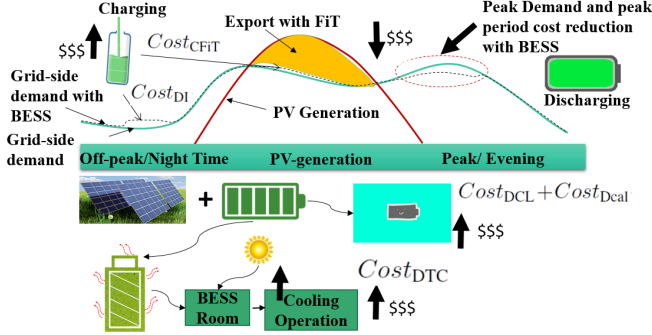 Charging
$$$
Cost_CFiT
Export with FiT
$$$
Peak Demand and peak
period cost reduction
with BESS
Grid-side
demand with
BESS
Cost_DI
PV Generation
Discharging
Grid-side
demand
Off-peak/Night Time
PV-generation
Peak/ Evening
+
Cost_DCL + Cost_Dcal
$$$
BESS
Room
Cooling
Operation
Cost_DTC
$$$